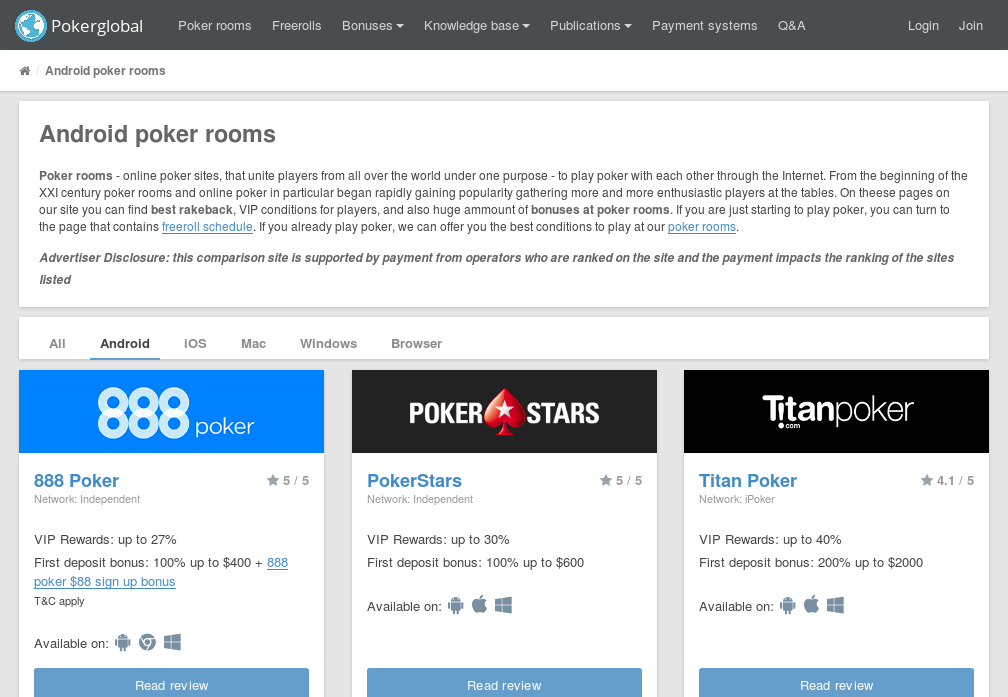 Pokerglobal Poker rooms Freerolls Bonuses Knowledge base Publications Payment systems Q&A Login Join
/ Android poker rooms
Android poker rooms
Poker rooms - online poker sites, that unite players from all over the world under one purpose - to play poker with each other through the Internet. From the beginning of the
XXI century poker rooms and online poker in particular began rapidly gaining popularity gathering more and more enthusiastic players at the tables. On theese pages on
our site you can find best rakeback, VIP conditions for players, and also huge ammount of bonuses at poker rooms. If you are just starting to play poker, you can turn to
the page that contains freeroll schedule. If you already play poker, we can offer you the best conditions to play at our poker rooms.
Advertiser Disclosure: this comparison site is supported by payment from operators who are ranked on the site and the payment impacts the ranking of the sites
listed
All Android iOS Mac Windows Browser
888 poker
888 Poker 5 / 5
Network: Independent
VIP Rewards: up to 27%
First deposit bonus: 100% up to $400 + 888
poker $88 sign up bonus
T&C apply
Available on:
Read review
POKER STARS
PokerStars 5 / 5
Network: Independent
VIP Rewards: up to 30%
First deposit bonus: 100% up to $600
Available on:
Read review
Titanpoker
.com
Titan Poker 4.1 / 5
Network: iPoker
VIP Rewards: up to 40%
First deposit bonus: 200% up to $2000
Available on:
Read review